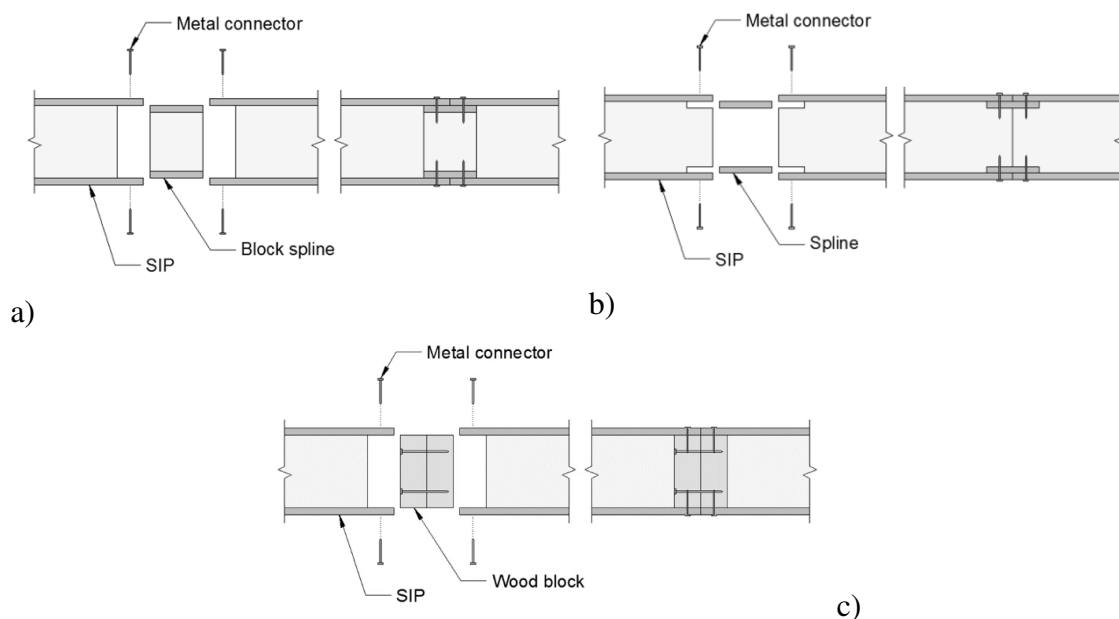 Metal connector
Block spline
SIP
a)
Metal connector
Spline
SIP
b)
Metal connector
Wood block
SIP
c)